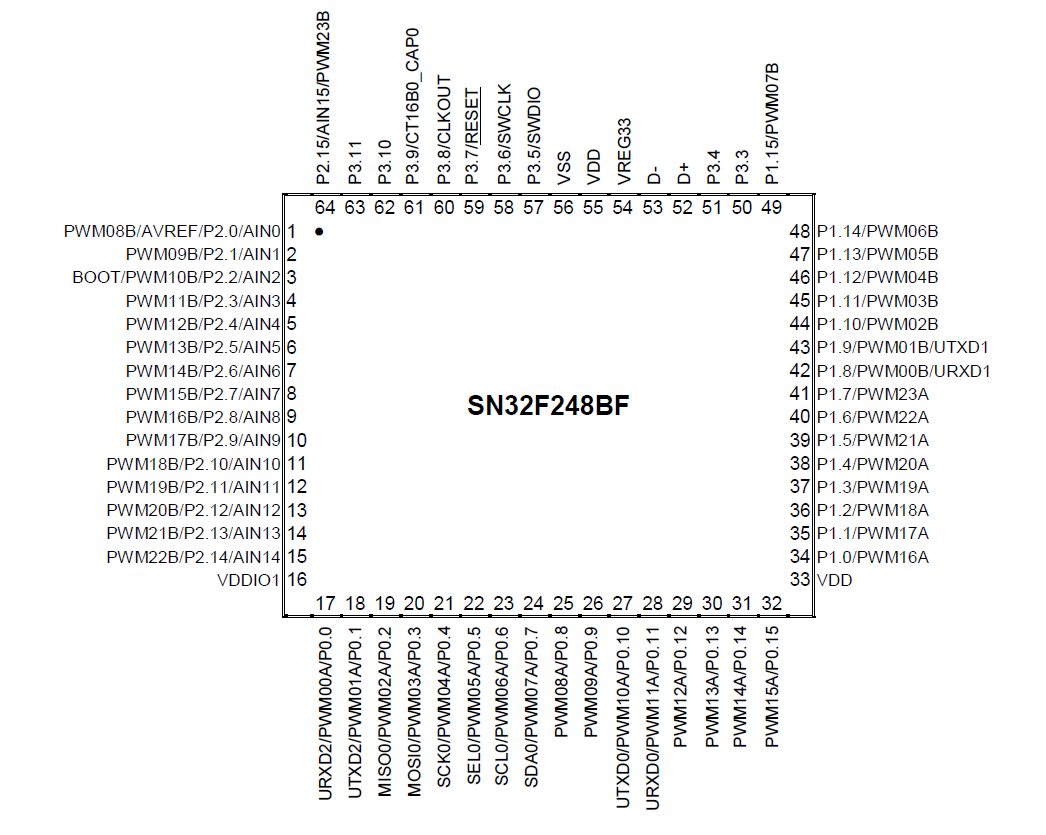 P2.15/AIN15/PWM23B
P3.11
P3.10
P3.9/CT16B0_CAP0
P3.8/CLKOUT
P3.7/RESET
P3.6/SWCLK
P3.5/SWDIO
VSS
VDD
VREG33
D-
D+
P3.4
P3.3
P1.15/PWM07B
64 63 62 61 60 59 58 57 56 55 54 53 52 51 50 49
PWM08B/AVREF/P2.0/AIN0 1 48 P1.14/PWM06B
PWM09B/P2.1/AIN1 2 47 P1.13/PWM05B
BOOT/PWM10B/P2.2/AIN2 3 46 P1.12/PWM04B
PWM11B/P2.3/AIN3 4 45 P1.11/PWM03B
PWM12B/P2.4/AIN4 5 44 P1.10/PWM02B
PWM13B/P2.5/AIN5 6 43 P1.9/PWM01B/UTXD1
PWM14B/P2.6/AIN6 7 42 P1.8/PWM00B/URXD1
PWM15B/P2.7/AIN7 8 41 P1.7/PWM23A
SN32F248BF
PWM16B/P2.8/AIN8 9 40 P1.6/PWM22A
PWM17B/P2.9/AIN9 10 39 P1.5/PWM21A
PWM18B/P2.10/AIN10 11 38 P1.4/PWM20A
PWM19B/P2.11/AIN11 12 37 P1.3/PWM19A
PWM20B/P2.12/AIN12 13 36 P1.2/PWM18A
PWM21B/P2.13/AIN13 14 35 P1.1/PWM17A
PWM22B/P2.14/AIN14 15 34 P1.0/PWM16A
VDDIO1 16 33 VDD
17 18 19 20 21 22 23 24 25 26 27 28 29 30 31 32
URXD2/PWM00A/P0.0
UTXD2/PWM01A/P0.1
MISO0/PWM02A/P0.2
MOSI0/PWM03A/P0.3
SCK0/PWM04A/P0.4
SEL0/PWM05A/P0.5
SCL0/PWM06A/P0.6
SDA0/PWM07A/P0.7
PWM08A/P0.8
PWM09A/P0.9
UTXD0/PWM10A/P0.10
URXD0/PWM11A/P0.11
PWM12A/P0.12
PWM13A/P0.13
PWM14A/P0.14
PWM15A/P0.15